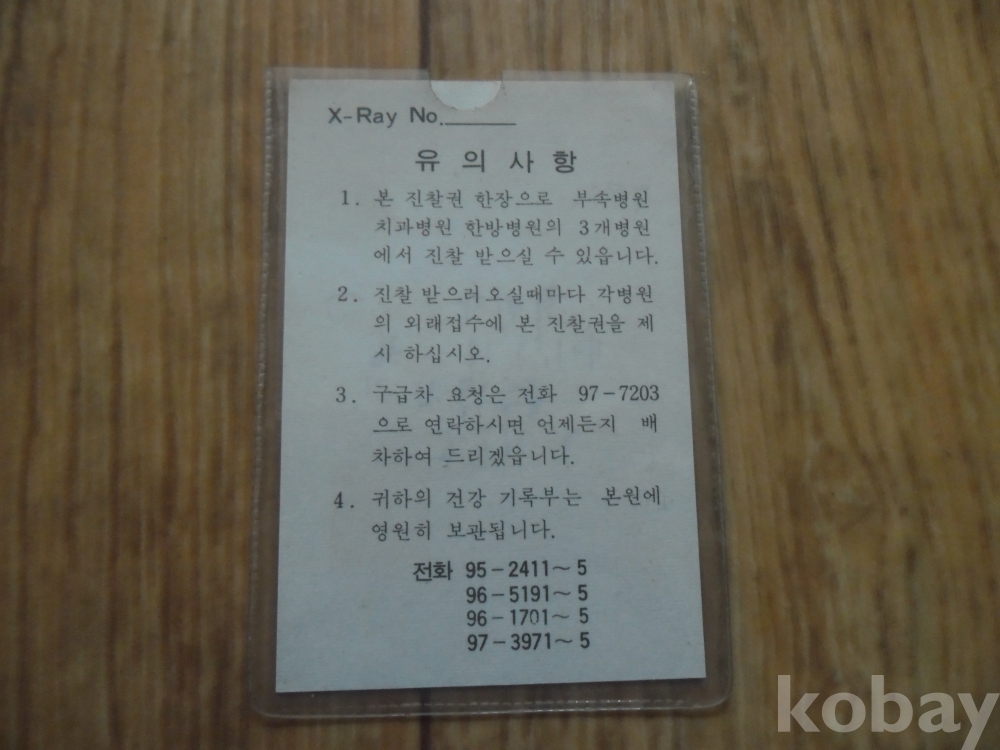 X-Ray No.______
유 의 사 항
1. 본 진찰권 한장으로 부속병원
치과병원 한방병원의 3개병원
에서 진찰 받으실 수 있읍니다.
2. 진찰 받으러오실때마다 각병원
의 외래접수에 본 진찰권을 제
시 하십시오.
3. 구급차 요청은 전화 97-7203
으로 연락하시면 언제든지 배
차하여 드리겠읍니다.
4. 귀하의 건강 기록부는 본원에
영원히 보관됩니다.
전화 95-2411~5
96-5191~5
96-1701~5
97-3971~5
kobay